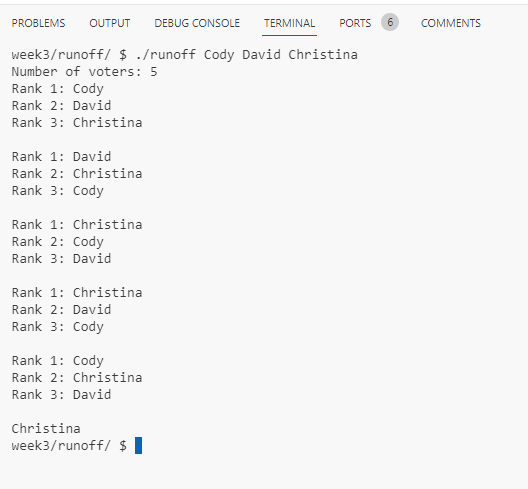 PROBLEMS OUTPUT DEBUG CONSOLE TERMINAL PORTS 6 COMMENTS
week3/runoff/ $ ./runoff Cody David Christina
Number of voters: 5
Rank 1: Cody
Rank 2: David
Rank 3: Christina

Rank 1: David
Rank 2: Christina
Rank 3: Cody

Rank 1: Christina
Rank 2: Cody
Rank 3: David

Rank 1: Christina
Rank 2: David
Rank 3: Cody

Rank 1: Cody
Rank 2: Christina
Rank 3: David

Christina
week3/runoff/ $